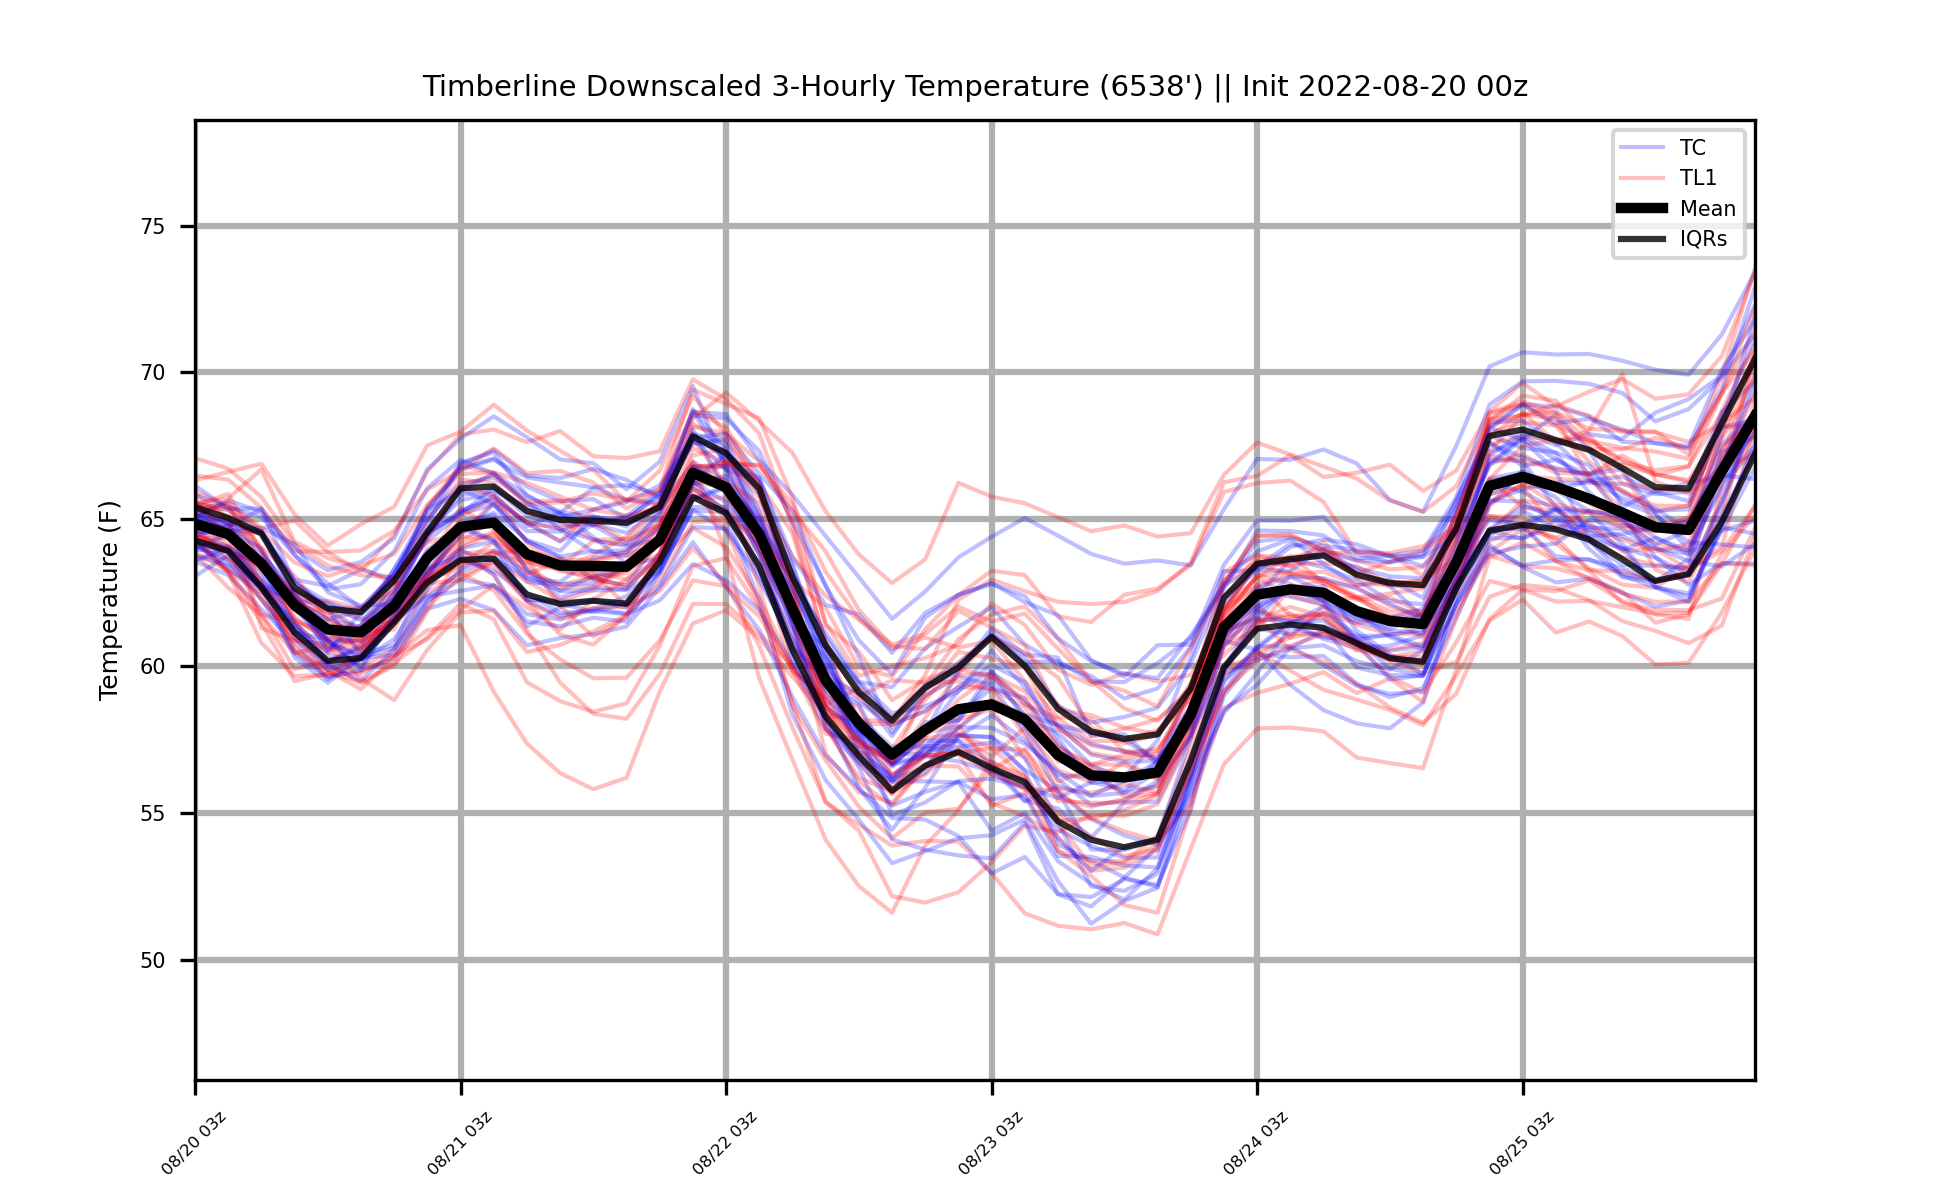 Timberline Downscaled 3-Hourly Temperature (6538') || Init 2022-08-20 00z
TC
TL1
Mean
IQRs
Temperature (F)
75
70
65
60
55
50
08/20 03z
08/21 03z
08/22 03z
08/23 03z
08/24 03z
08/25 03z